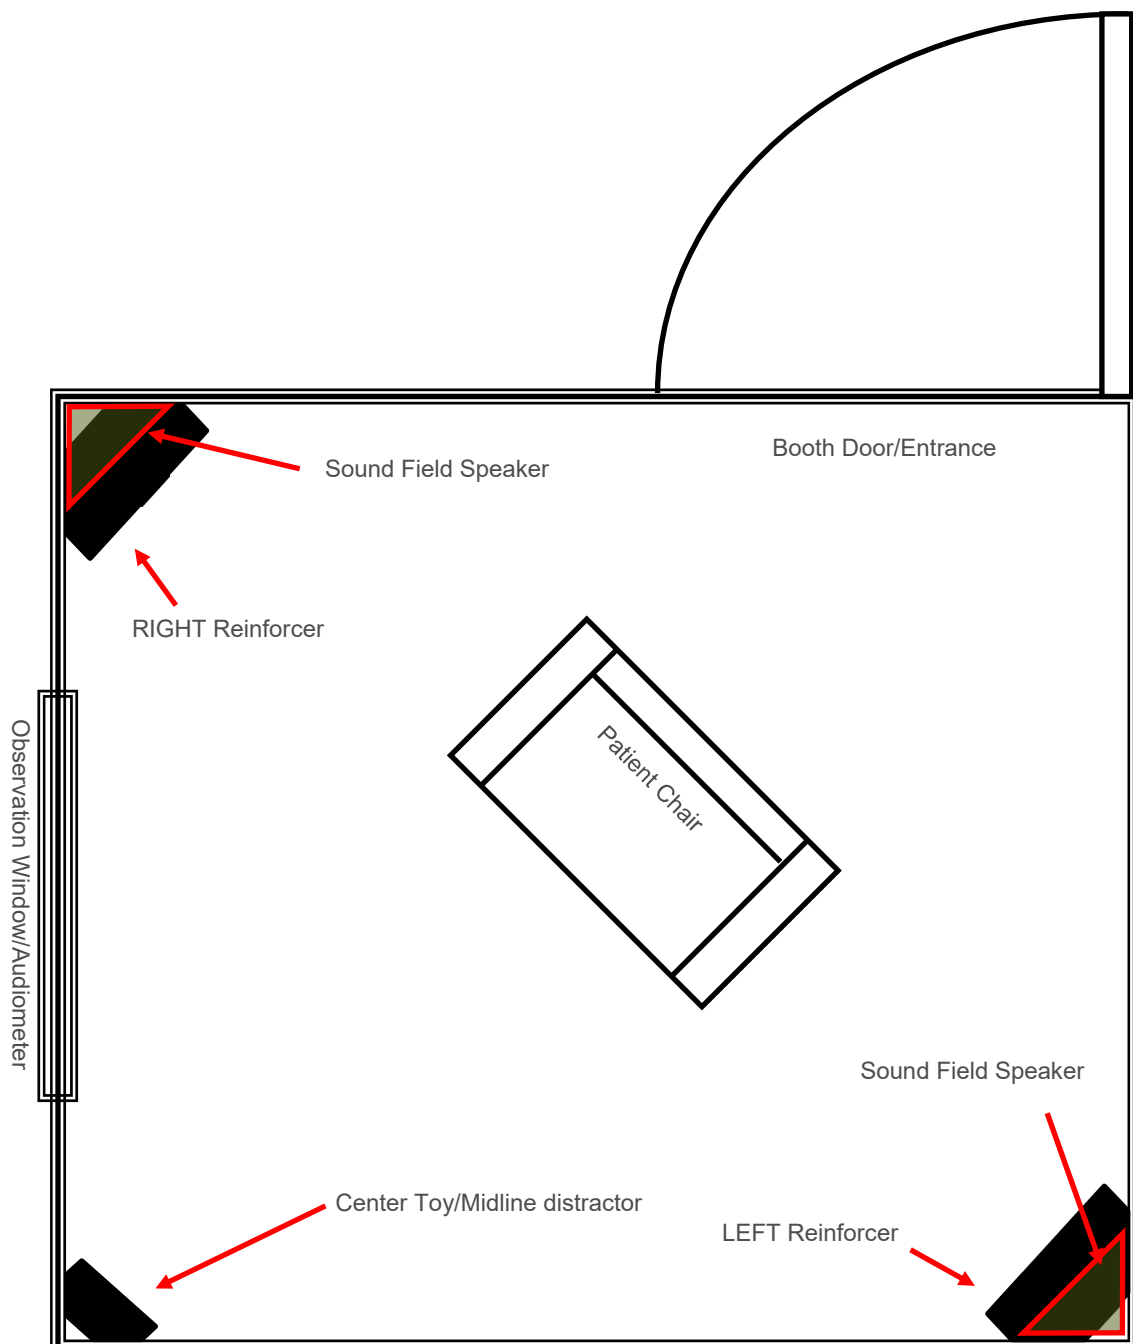 Booth Door/Entrance
Sound Field Speaker
RIGHT Reinforcer
Observation Window/Audiometer
Patient Chair
Sound Field Speaker
Center Toy/Midline distractor
LEFT Reinforcer